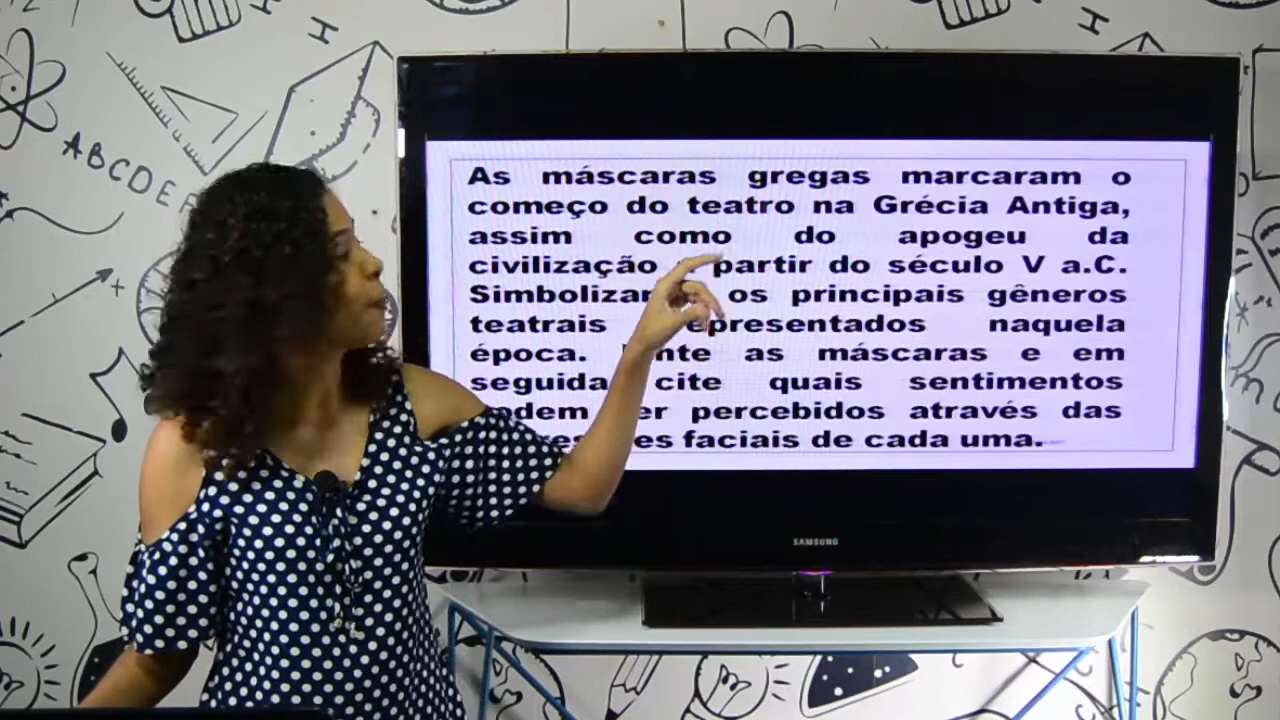 ABCDEF
As máscaras gregas marcaram o
começo do teatro na Grécia Antiga,
assim como do apogeu da
civilização partir do século V a.C.
os principais gêneros
teatrais naquela
época. as máscaras e em
seguida cite quais sentimentos
percebidos através das
faciais de cada uma.
SAMSUNG